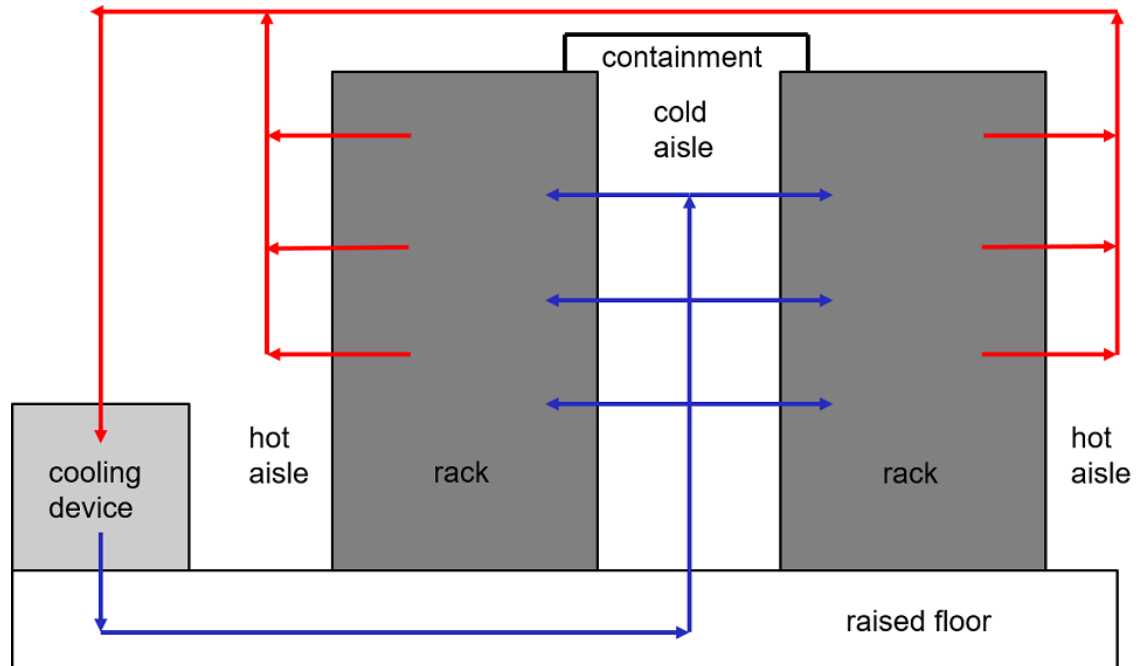 containment
cold
aisle
hot
aisle
cooling
device
rack
rack
hot
aisle
raised floor